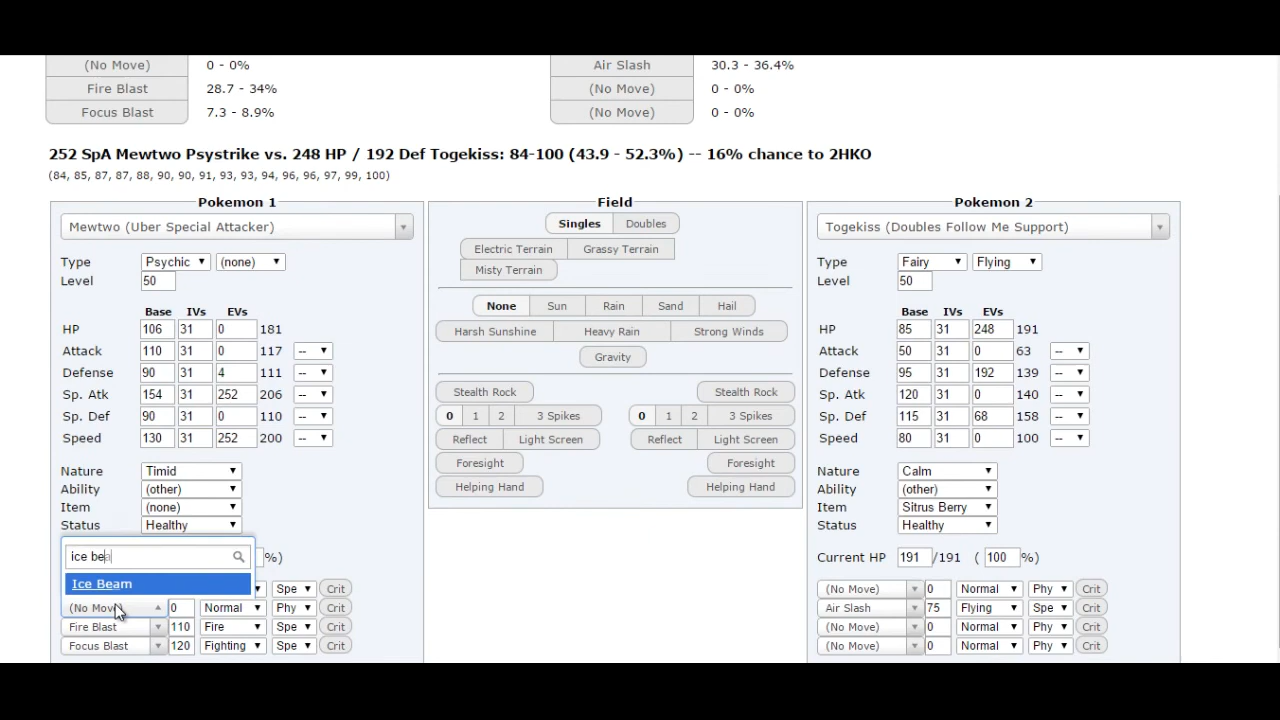 (No Move) 0 - 0% Air Slash 30.3 - 36.4%
Fire Blast 28.7 - 34% (No Move) 0 - 0%
Focus Blast 7.3 - 8.9% (No Move) 0 - 0%
252 SpA Mewtwo Psystrike vs. 248 HP / 192 Def Togekiss: 84-100 (43.9 - 52.3%) -- 16% chance to 2HKO
(84, 85, 87, 87, 88, 90, 90, 91, 93, 93, 94, 96, 96, 97, 99, 100)
Pokemon 1
Mewtwo (Uber Special Attacker)
Type Psychic (none)
Level 50
Base IVs EVs
HP 106 31 0 181
Attack 110 31 0 117 --
Defense 90 31 4 111 --
Sp. Atk 154 31 252 206 --
Sp. Def 90 31 0 110 --
Speed 130 31 252 200 --
Nature Timid
Ability (other)
Item (none)
Status Healthy
ice bea %)
Ice Beam Spe Crit
(No Move) 0 Normal Phy Crit
Fire Blast 110 Fire Spe Crit
Focus Blast 120 Fighting Spe Crit
Field
Singles Doubles
Electric Terrain Grassy Terrain
Misty Terrain
None Sun Rain Sand Hail
Harsh Sunshine Heavy Rain Strong Winds
Gravity
Stealth Rock Stealth Rock
0 1 2 3 Spikes 0 1 2 3 Spikes
Reflect Light Screen Reflect Light Screen
Foresight Foresight
Helping Hand Helping Hand
Pokemon 2
Togekiss (Doubles Follow Me Support)
Type Fairy Flying
Level 50
Base IVs EVs
HP 85 31 248 191
Attack 50 31 0 63 --
Defense 95 31 192 139 --
Sp. Atk 120 31 0 140 --
Sp. Def 115 31 68 158 --
Speed 80 31 0 100 --
Nature Calm
Ability (other)
Item Sitrus Berry
Status Healthy
Current HP 191 /191 ( 100 %)
(No Move) 0 Normal Phy Crit
Air Slash 75 Flying Spe Crit
(No Move) 0 Normal Phy Crit
(No Move) 0 Normal Phy Crit